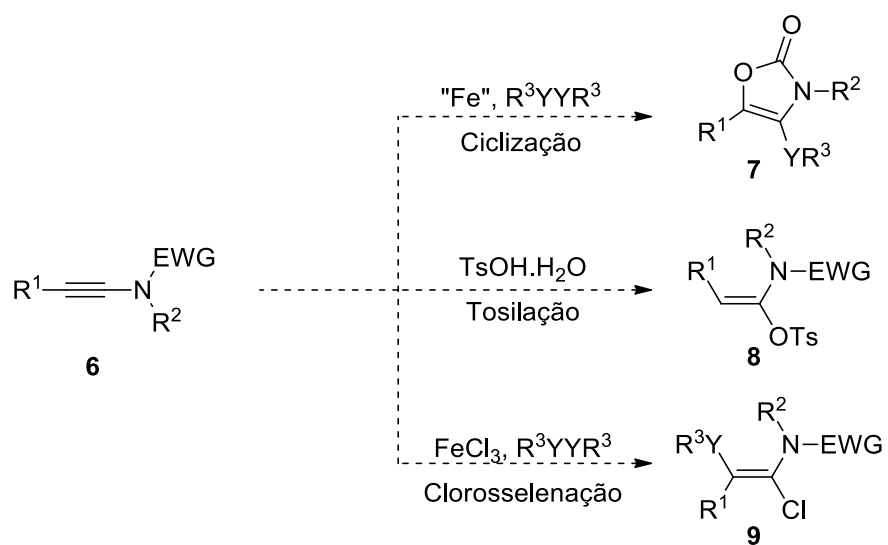 O
O
N–R²
R¹
YR³
7
"Fe", R³YYR³
Ciclização
EWG
R¹
N
R²
6
TsOH.H₂O
Tosilação
R²
R¹
N–EWG
OTs
8
FeCl₃, R³YYR³
Clorosselenação
R²
R³Y
N–EWG
R¹
Cl
9